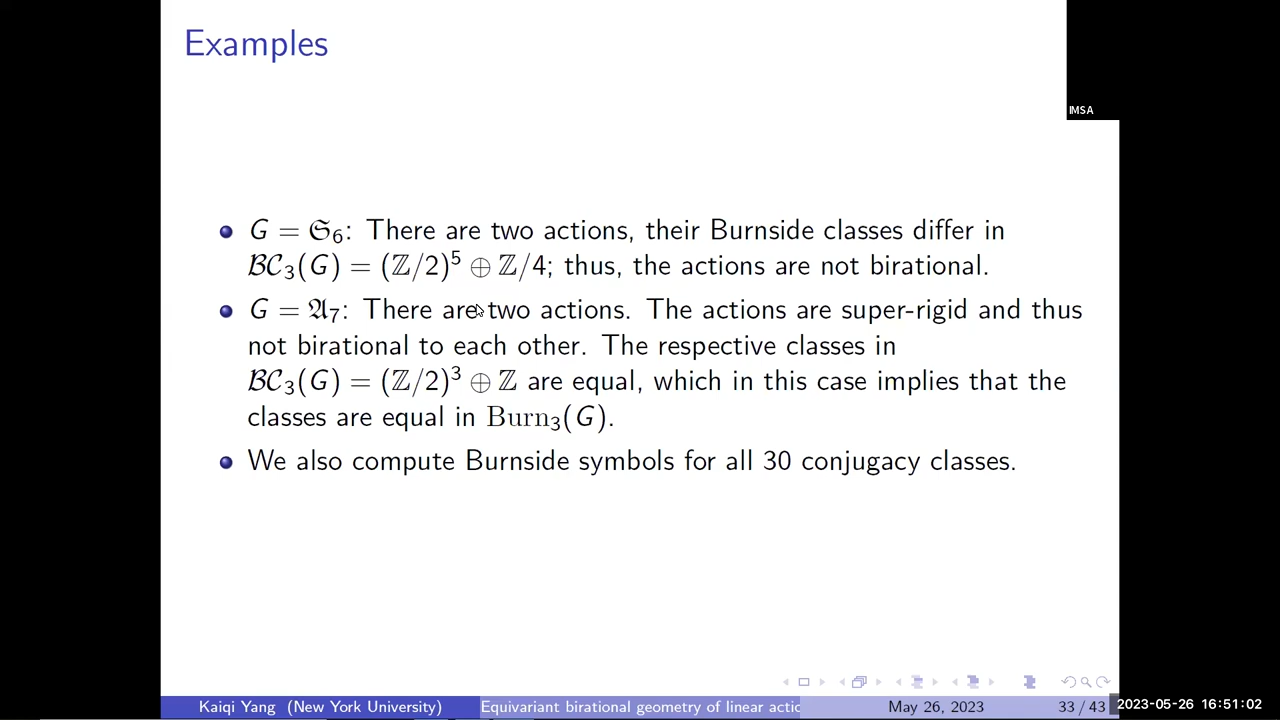 Examples
IMSA
G = 𝔖₆: There are two actions, their Burnside classes differ in
ℬ𝒞₃(G) = (ℤ/2)⁵ ⊕ ℤ/4; thus, the actions are not birational.
G = 𝔄₇: There are two actions. The actions are super-rigid and thus
not birational to each other. The respective classes in
ℬ𝒞₃(G) = (ℤ/2)³ ⊕ ℤ are equal, which in this case implies that the
classes are equal in Burn₃(G).
We also compute Burnside symbols for all 30 conjugacy classes.
Kaiqi Yang (New York University) Equivariant birational geometry of linear actic May 26, 2023 33 / 43 2023-05-26 16:51:02